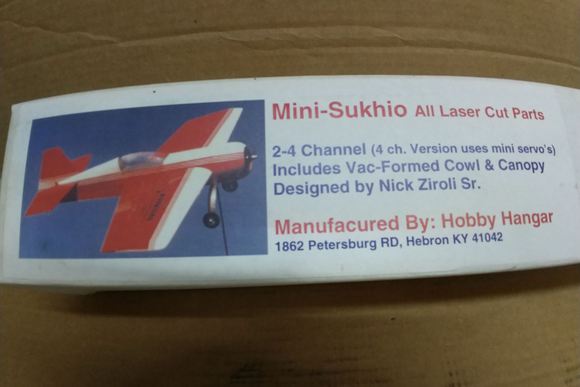 Mini-Sukhio All Laser Cut Parts
2-4 Channel (4 ch. Version uses mini servo's)
Includes Vac-Formed Cowl & Canopy
Designed by Nick Ziroli Sr.
Manufacured By: Hobby Hangar
1862 Petersburg RD, Hebron KY 41042